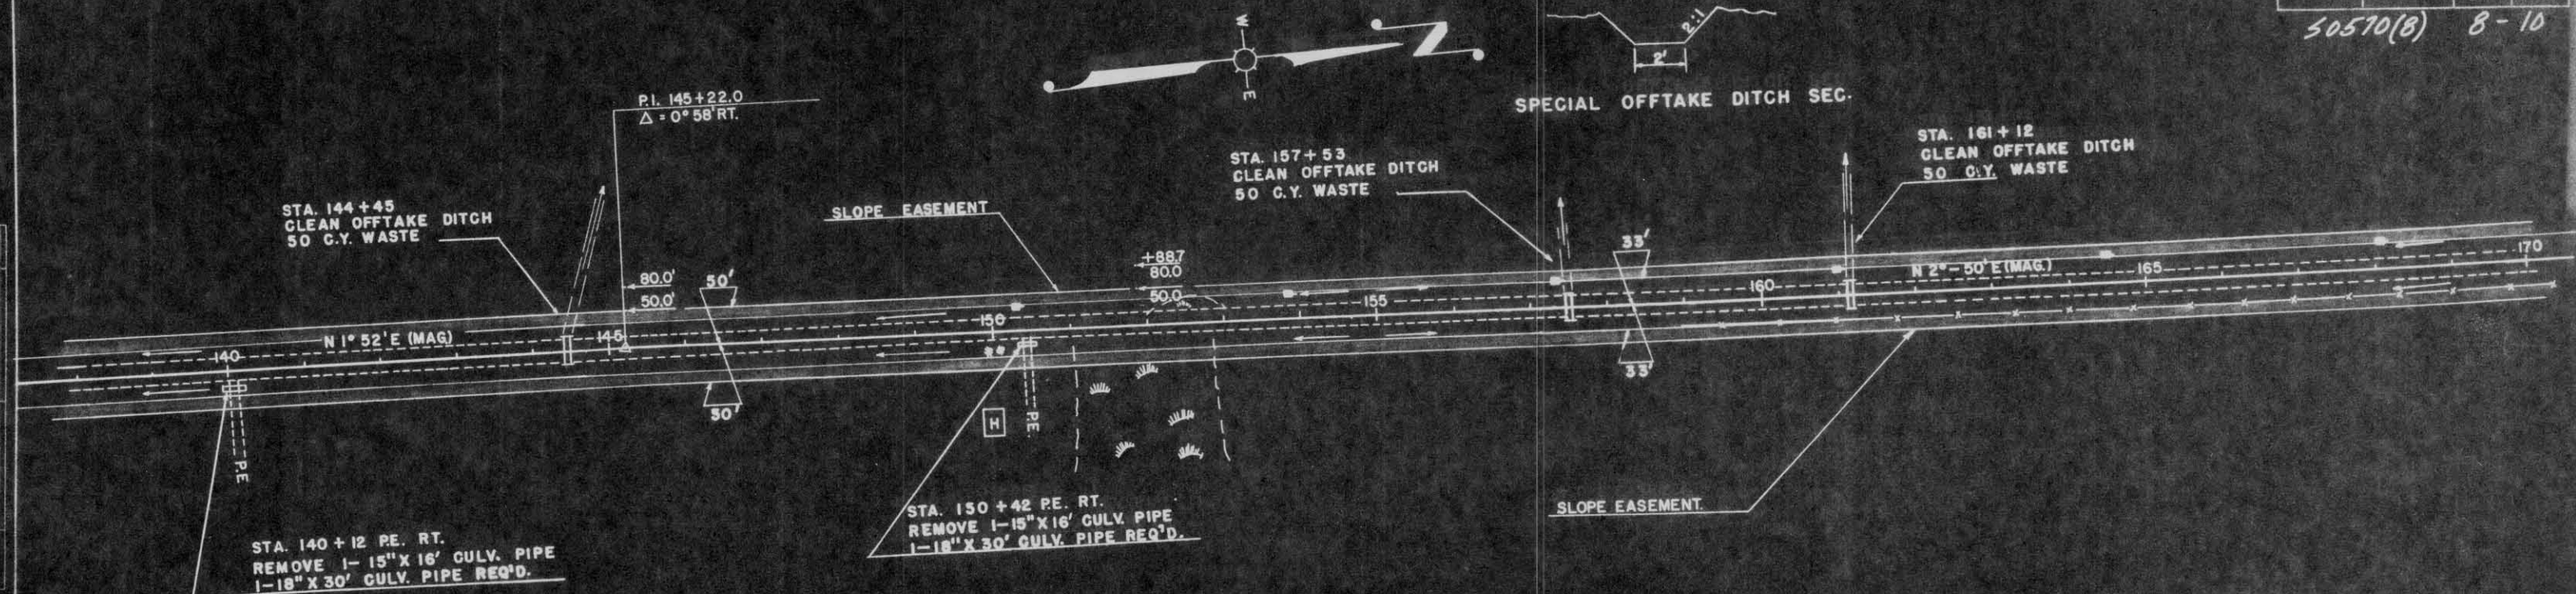 S0570(8) 8-10
W
Z
E
2:1
2'
SPECIAL OFFTAKE DITCH SEC.
P.I. 145+22.0
△ = 0° 58' RT.
STA. 144+45
CLEAN OFFTAKE DITCH
50 C.Y. WASTE
SLOPE EASEMENT
STA. 157+53
CLEAN OFFTAKE DITCH
50 C.Y. WASTE
STA. 161+12
CLEAN OFFTAKE DITCH
50 C.Y. WASTE
80.0'
50.0'
50'
+88.7
80.0
50.0
33'
N 1° 52' E (MAG)
N 2°-50' E (MAG.)
140
145
150
155
160
165
170
50'
33'
P.E.
H
P.E.
STA. 140+12 P.E. RT.
REMOVE 1-15" X 16' CULV. PIPE
1-18" X 30' CULV. PIPE REQ'D.
STA. 150+42 P.E. RT.
REMOVE 1-15" X 16' CULV. PIPE
1-18" X 30' CULV. PIPE REQ'D.
SLOPE EASEMENT.